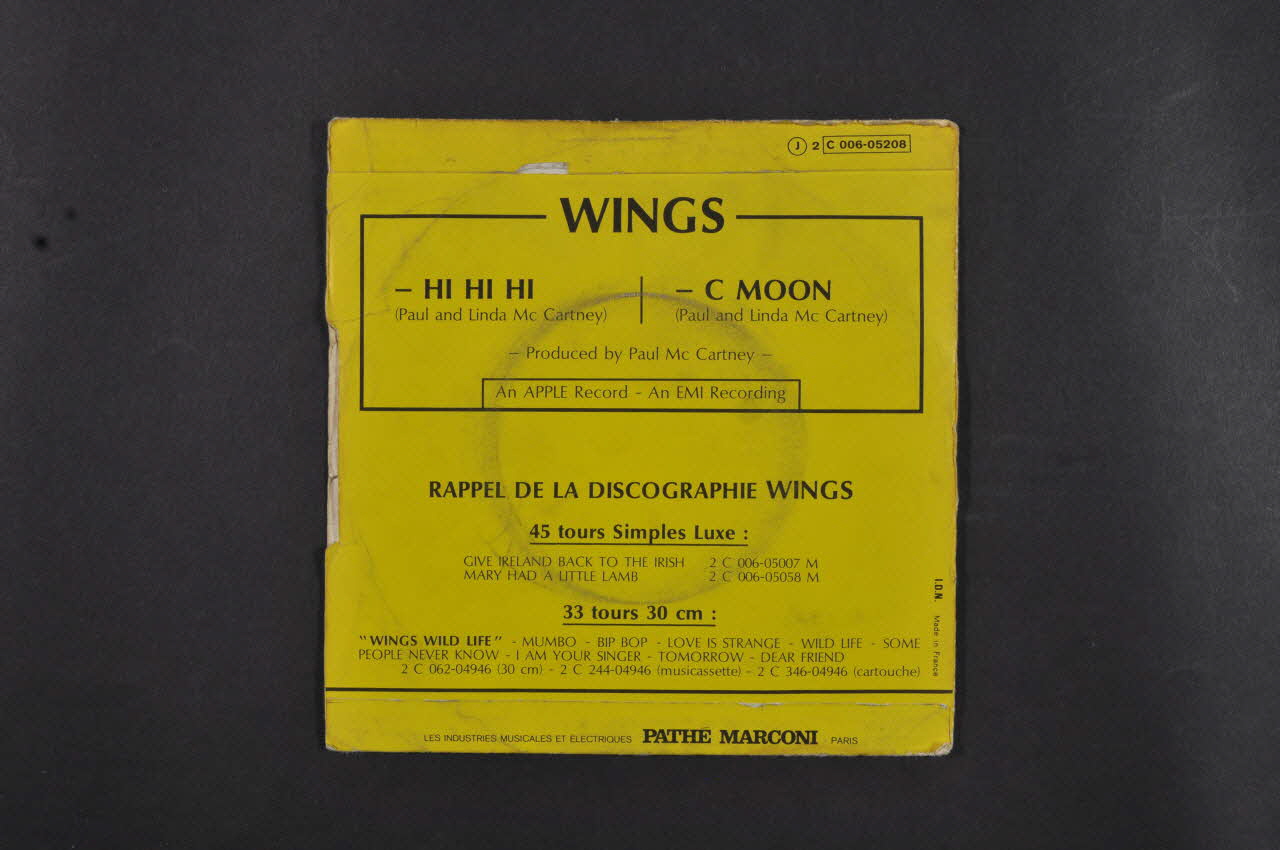 J 2 C 006-05208
WINGS
– HI HI HI
(Paul and Linda Mc Cartney)
– C MOON
(Paul and Linda Mc Cartney)
– Produced by Paul Mc Cartney –
An APPLE Record - An EMI Recording
RAPPEL DE LA DISCOGRAPHIE WINGS
45 tours Simples Luxe :
GIVE IRELAND BACK TO THE IRISH 2 C 006-05007 M
MARY HAD A LITTLE LAMB 2 C 006-05058 M
33 tours 30 cm :
"WINGS WILD LIFE" - MUMBO - BIP BOP - LOVE IS STRANGE - WILD LIFE - SOME
PEOPLE NEVER KNOW - I AM YOUR SINGER - TOMORROW - DEAR FRIEND
2 C 062-04946 (30 cm) - 2 C 244-04946 (musicassette) - 2 C 346-04946 (cartouche)
I.D.N. Made in France
LES INDUSTRIES MUSICALES ET ÉLECTRIQUES PATHÉ MARCONI PARIS